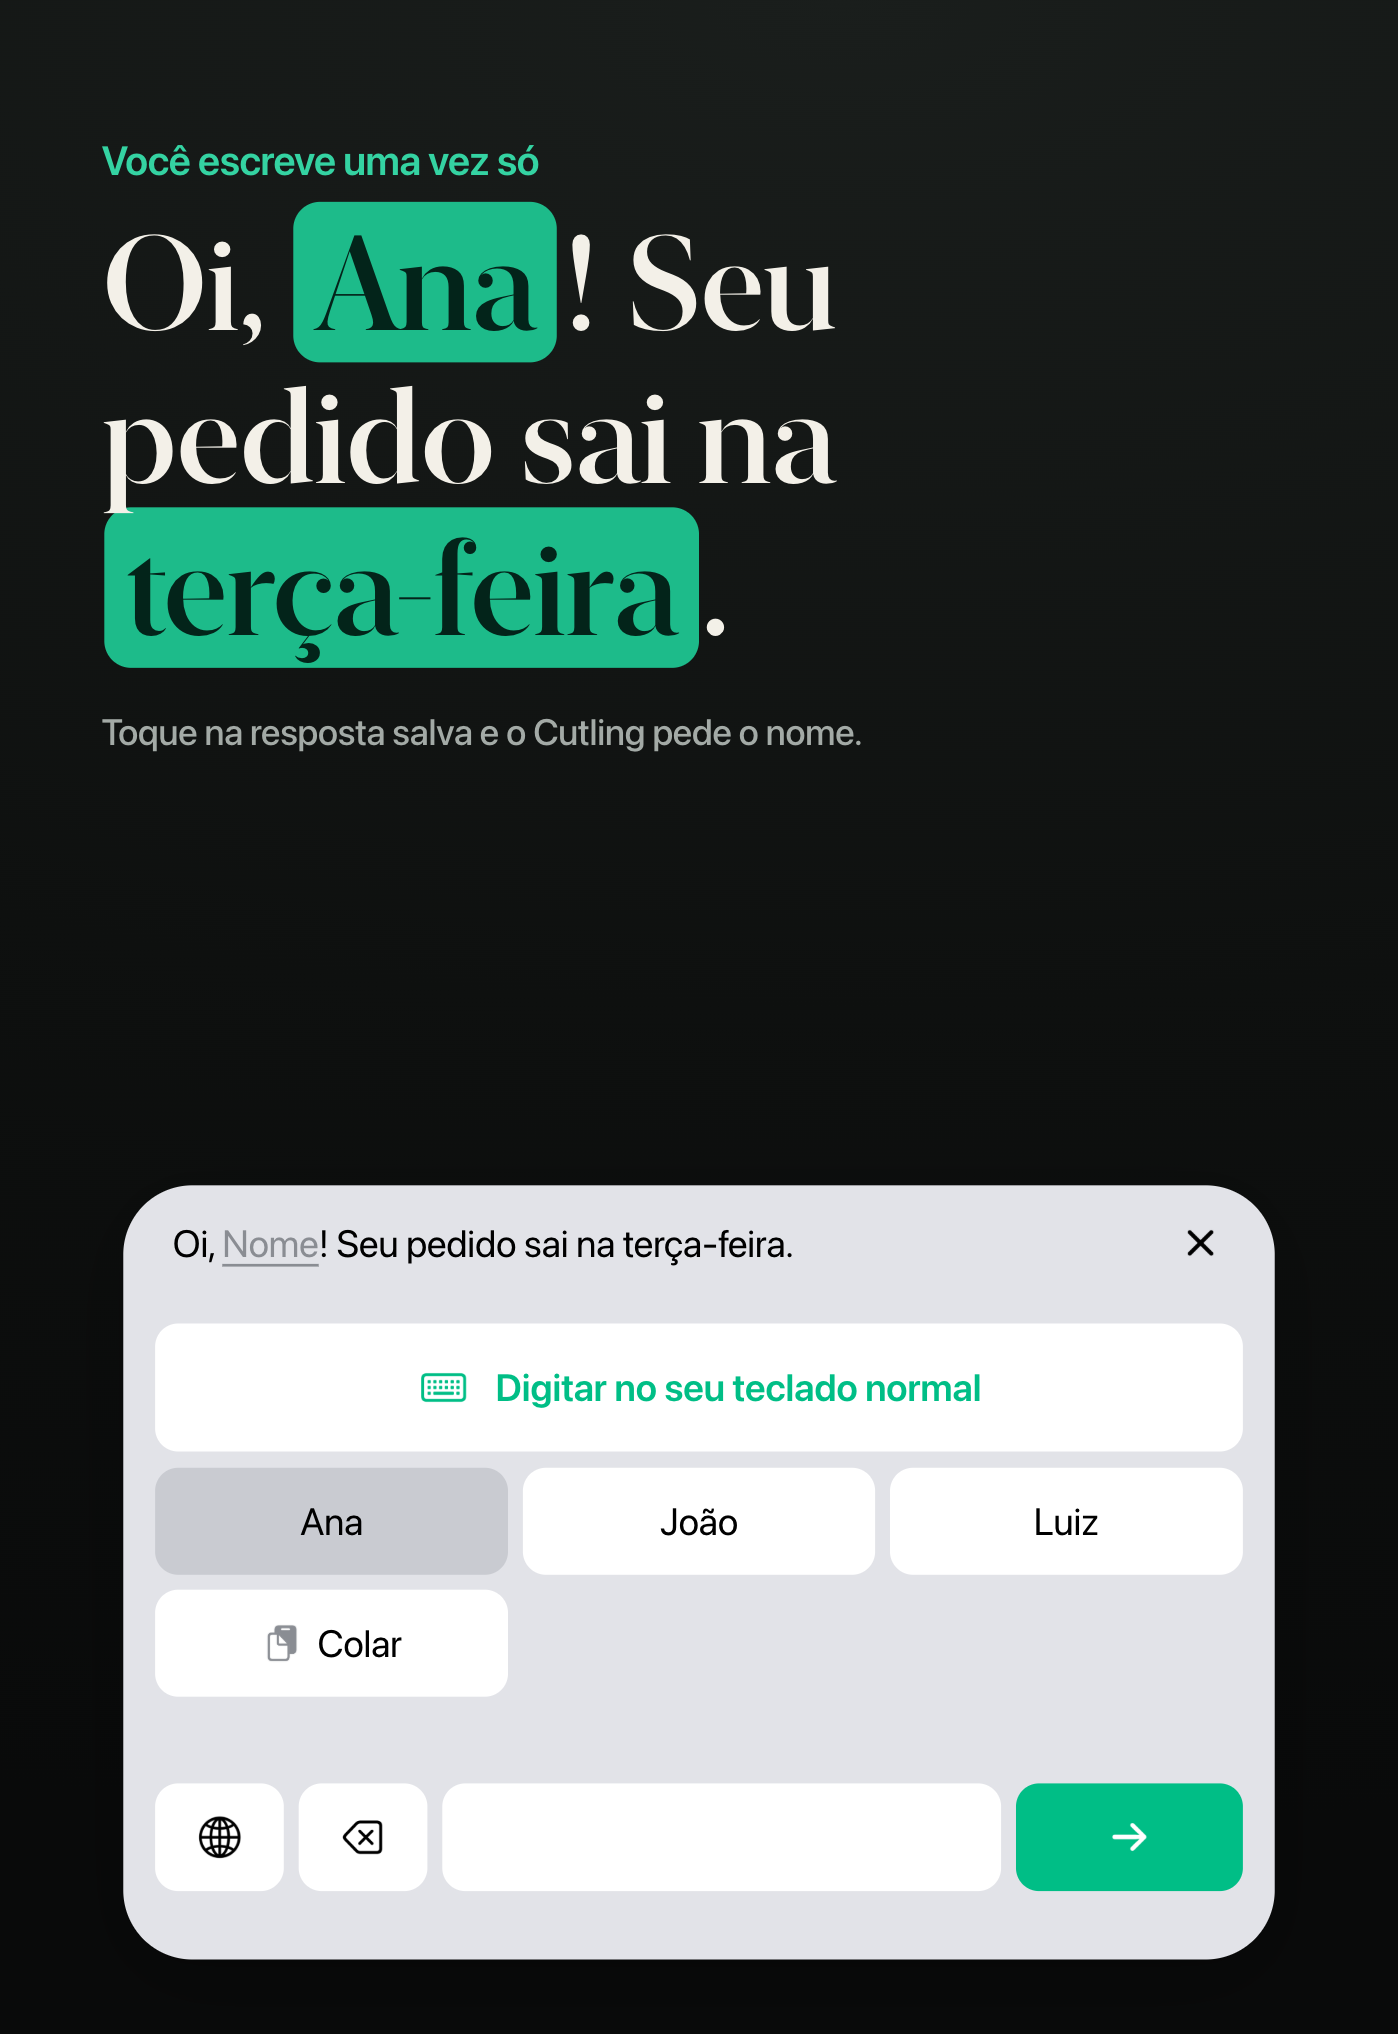 Você escreve uma vez só
Oi, Ana! Seu
pedido sai na
terça-feira.
Toque na resposta salva e o Cutling pede o nome.
Oi, Nome! Seu pedido sai na terça-feira.
Digitar no seu teclado normal
Ana João Luiz
Colar